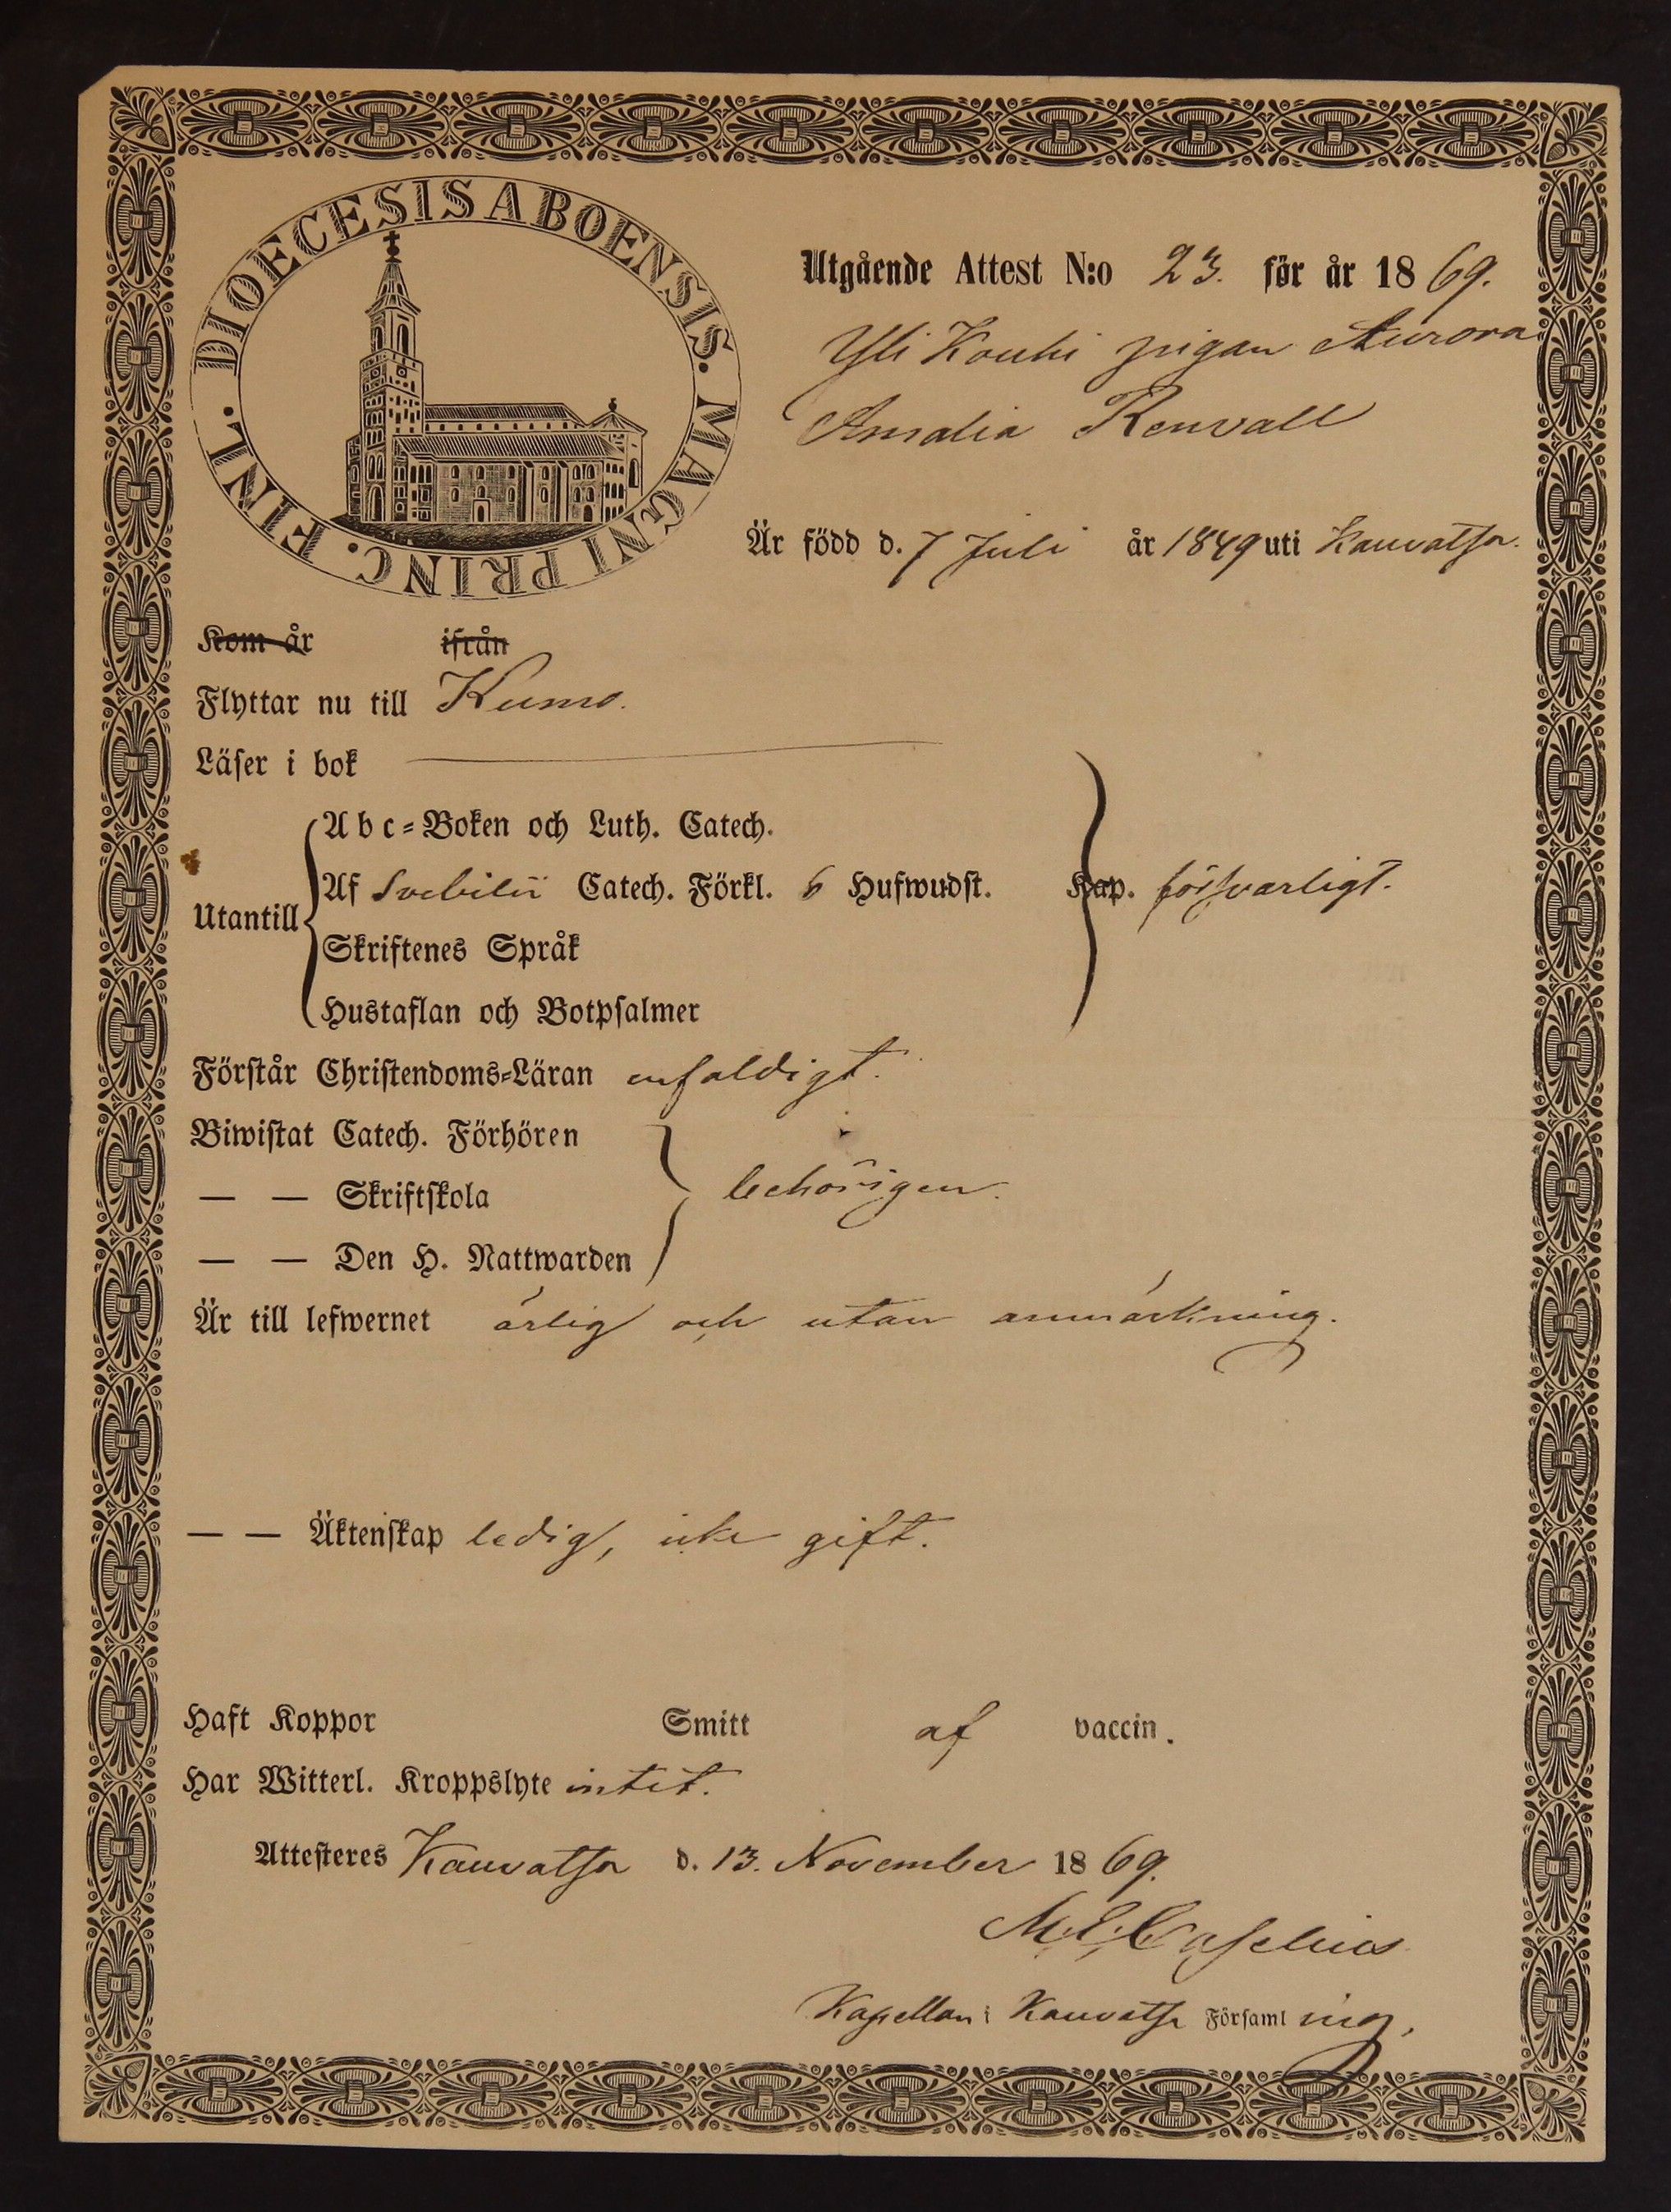 DIOECESIS ABOENSIS. MAGNI PRINC. FINL.
Utgående Attest N:o 23. för år 1869.
Yli Kouhi pigan Aurora
Amalia Renvall
Är född d. 7 Juli år 1849 uti Kauvatsa.
Kom år ifrån
Flyttar nu till Kumo.
Läser i bok
Utantill
Abc-Boken och Luth. Catech.
Af Svebilii Catech. Förkl. 6 Hufwudst. Kap. försvarligt.
Skriftenes Språk
Hustaflan och Botpsalmer
Förstår Christendoms-Läran enfaldigt.
Biwistat Catech. Förhören
— — Skriftskola behörigen.
— — Den H. Nattwarden
Är till lefwernet ärlig och utan anmärkning.
— — Äktenskap ledig, icke gift.
Haft Koppor Smitt af vaccin.
Har Witterl. Kroppslyte intet.
Attesteres Kauvatsa d. 13. November 1869.
Kapellan i Kauvatsa Församling.